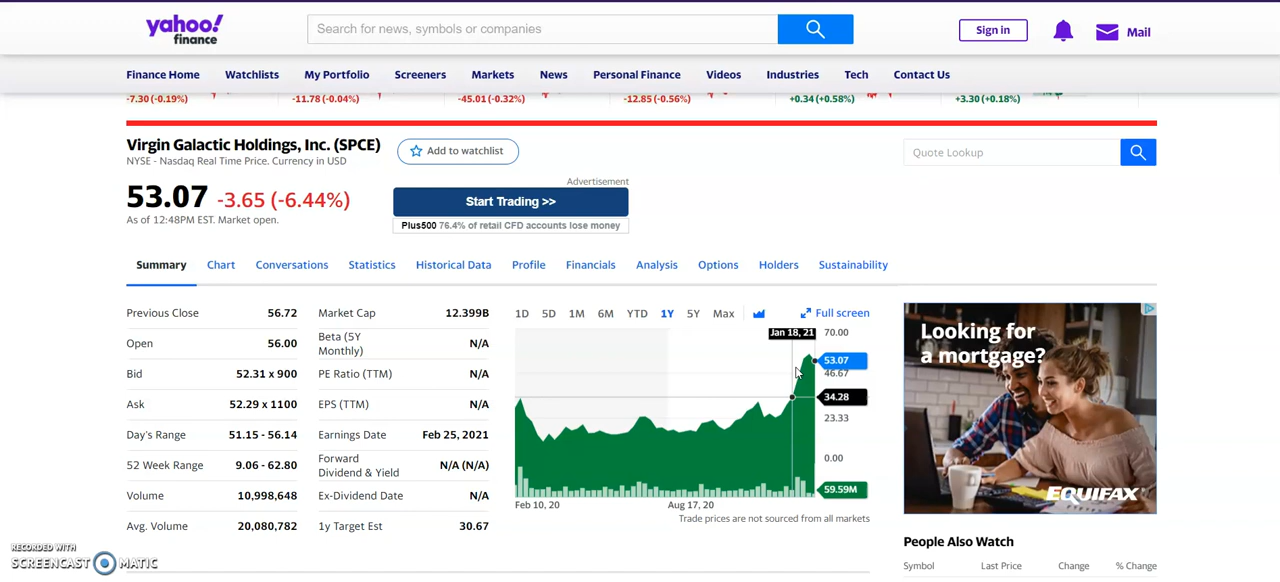 yahoo!
finance
Search for news, symbols or companies
Sign in
Mail
Finance Home Watchlists My Portfolio Screeners Markets News Personal Finance Videos Industries Tech Contact Us
-7.30 (-0.19%) -11.78 (-0.04%) -45.01 (-0.32%) -12.85 (-0.56%) +0.34 (+0.58%) +3.30 (+0.18%)
Virgin Galactic Holdings, Inc. (SPCE)
Add to watchlist
Quote Lookup
NYSE - Nasdaq Real Time Price. Currency in USD
53.07 -3.65 (-6.44%)
As of 12:48PM EST. Market open.
Advertisement
Start Trading >>
Plus500 76.4% of retail CFD accounts lose money
Summary Chart Conversations Statistics Historical Data Profile Financials Analysis Options Holders Sustainability
Previous Close 56.72
Open 56.00
Bid 52.31 x 900
Ask 52.29 x 1100
Day's Range 51.15 - 56.14
52 Week Range 9.06 - 62.80
Volume 10,998,648
Avg. Volume 20,080,782
Market Cap 12.399B
Beta (5Y
Monthly) N/A
PE Ratio (TTM) N/A
EPS (TTM) N/A
Earnings Date Feb 25, 2021
Forward
Dividend & Yield N/A (N/A)
Ex-Dividend Date N/A
1y Target Est 30.67
1D 5D 1M 6M YTD 1Y 5Y Max
Full screen
Jan 18, 21
70.00
53.07
46.67
34.28
23.33
0.00
59.59M
Feb 10, 20 Aug 17, 20
Trade prices are not sourced from all markets
Looking for
a mortgage?
EQUIFAX
People Also Watch
Symbol Last Price Change % Change
RECORDED WITH
SCREENCAST MATIC